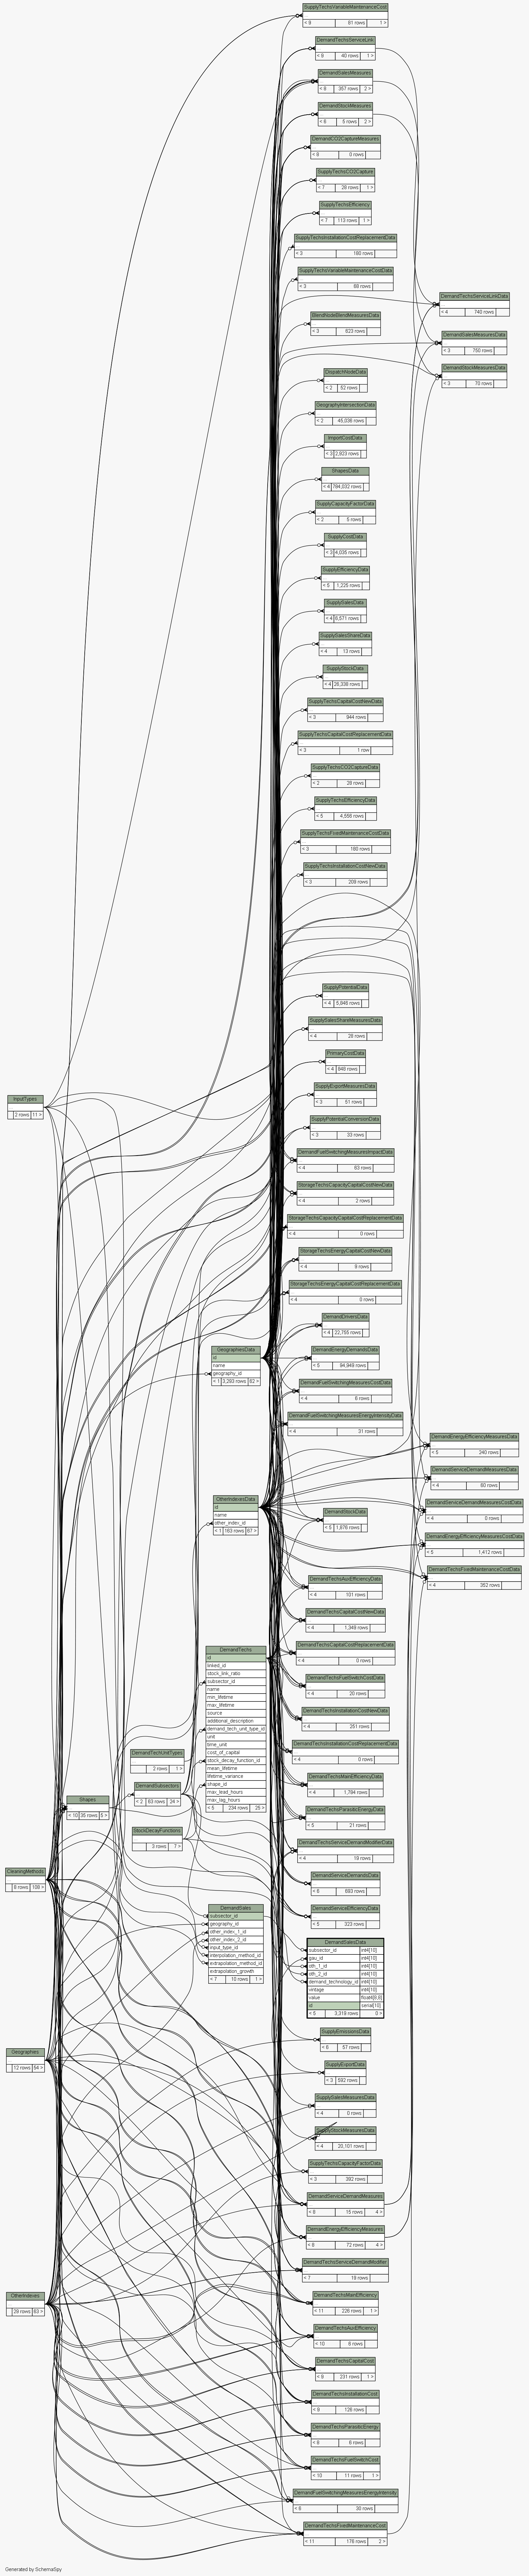 SupplyTechsVariableMaintenanceCost
< 9 81 rows 1 >
DemandTechsServiceLink
< 9 40 rows 1 >
DemandSalesMeasures
< 8 357 rows 2 >
DemandStockMeasures
< 8 5 rows 2 >
DemandCO2CaptureMeasures
< 8 0 rows
SupplyTechsCO2Capture
< 7 28 rows 1 >
SupplyTechsEfficiency
< 7 113 rows 1 >
SupplyTechsInstallationCostReplacementData
< 3 180 rows
SupplyTechsVariableMaintenanceCostData
< 3 88 rows
DemandTechsServiceLinkData
< 4 740 rows
BlendNodeBlendMeasuresData
< 3 823 rows
DemandSalesMeasuresData
< 3 750 rows
DemandStockMeasuresData
< 3 70 rows
DispatchNodeData
< 2 62 rows
GeographyIntersectionData
< 2 45,036 rows
ImportCostData
< 3 2,923 rows
ShapesData
< 4 784,032 rows
SupplyCapacityFactorData
< 2 5 rows
SupplyCostData
< 3 4,035 rows
SupplyEfficiencyData
< 5 1,226 rows
SupplySalesData
< 4 6,571 rows
SupplySalesShareData
< 4 13 rows
SupplyStockData
< 4 26,338 rows
SupplyTechsCapitalCostNewData
< 3 944 rows
SupplyTechsCapitalCostReplacementData
< 3 1 row
SupplyTechsCO2CaptureData
< 2 28 rows
SupplyTechsEfficiencyData
< 5 4,556 rows
SupplyTechsFixedMaintenanceCostData
< 3 180 rows
SupplyTechsInstallationCostNewData
< 3 209 rows
SupplyPotentialData
< 4 5,646 rows
SupplySalesShareMeasuresData
< 4 28 rows
PrimaryCostData
< 4 848 rows
InputTypes
2 rows 11 >
SupplyExportMeasuresData
< 3 51 rows
SupplyPotentialConversionData
< 3 33 rows
DemandFuelSwitchingMeasuresImpactData
< 4 63 rows
StorageTechsCapacityCapitalCostNewData
< 4 2 rows
StorageTechsCapacityCapitalCostReplacementData
< 4 0 rows
StorageTechsEnergyCapitalCostNewData
< 4 8 rows
StorageTechsEnergyCapitalCostReplacementData
< 4 0 rows
DemandDriversData
< 4 22,755 rows
GeographiesData
id
name
geography_id
< 1 3,293 rows 62 >
DemandEnergyDemandsData
< 5 94,949 rows
DemandFuelSwitchingMeasuresCostData
< 4 6 rows
DemandFuelSwitchingMeasuresEnergyIntensityData
< 4 31 rows
DemandEnergyEfficiencyMeasuresData
< 5 240 rows
DemandServiceDemandMeasuresData
< 4 60 rows
OtherIndexesData
id
name
other_index_id
< 1 163 rows 67 >
DemandServiceDemandMeasuresCostData
< 4 0 rows
DemandStockData
< 5 1,676 rows
DemandEnergyEfficiencyMeasuresCostData
< 5 1,412 rows
DemandTechsFixedMaintenanceCostData
< 4 352 rows
DemandTechsAuxEfficiencyData
< 4 101 rows
DemandTechsCapitalCostNewData
< 4 1,348 rows
DemandTechsCapitalCostReplacementData
< 4 0 rows
DemandTechs
id
linked_id
stock_link_ratio
subsector_id
name
min_lifetime
max_lifetime
source
additional_description
demand_tech_unit_type_id
unit
time_unit
cost_of_capital
stock_decay_function_id
mean_lifetime
lifetime_variance
shape_id
max_lead_hours
max_lag_hours
< 5 234 rows 25 >
DemandTechsFuelSwitchCostData
< 4 20 rows
DemandTechsInstallationCostNewData
< 4 251 rows
DemandTechsInstallationCostReplacementData
< 4 0 rows
DemandTechUnitTypes
2 rows 1 >
DemandTechsMainEfficiencyData
< 4 1,794 rows
DemandSubsectors
< 2 83 rows 24 >
Shapes
< 10 35 rows 5 >
DemandTechsParasiticEnergyData
< 5 21 rows
StockDecayFunctions
3 rows 7 >
DemandTechsServiceDemandModifierData
< 4 19 rows
CleaningMethods
8 rows 108 >
DemandServiceDemandsData
< 6 693 rows
DemandSales
subsector_id
geography_id
other_index_1_id
other_index_2_id
input_type_id
interpolation_method_id
extrapolation_method_id
extrapolation_growth
< 7 10 rows 1 >
DemandServiceEfficiencyData
< 5 323 rows
DemandSalesData
subsector_id int4[10]
gau_id int4[10]
oth_1_id int4[10]
oth_2_id int4[10]
demand_technology_id int4[10]
vintage int4[10]
value float8[8,8]
id serial[10]
< 5 3,319 rows 0 >
SupplyEmissionsData
< 6 57 rows
Geographies
12 rows 54 >
SupplyExportData
< 3 592 rows
SupplySalesMeasuresData
< 4 0 rows
SupplyStockMeasuresData
< 4 20,101 rows
SupplyTechsCapacityFactorData
< 3 392 rows
DemandServiceDemandMeasures
< 8 15 rows 4 >
DemandEnergyEfficiencyMeasures
< 8 72 rows 4 >
DemandTechsServiceDemandModifier
< 7 19 rows
OtherIndexes
29 rows 63 >
DemandTechsMainEfficiency
< 11 226 rows 1 >
DemandTechsAuxEfficiency
< 10 6 rows
DemandTechsCapitalCost
< 9 231 rows 1 >
DemandTechsInstallationCost
< 9 126 rows
DemandTechsParasiticEnergy
< 8 6 rows
DemandTechsFuelSwitchCost
< 10 11 rows 1 >
DemandFuelSwitchingMeasuresEnergyIntensity
< 8 30 rows
DemandTechsFixedMaintenanceCost
< 11 178 rows 2 >
Generated by SchemaSpy